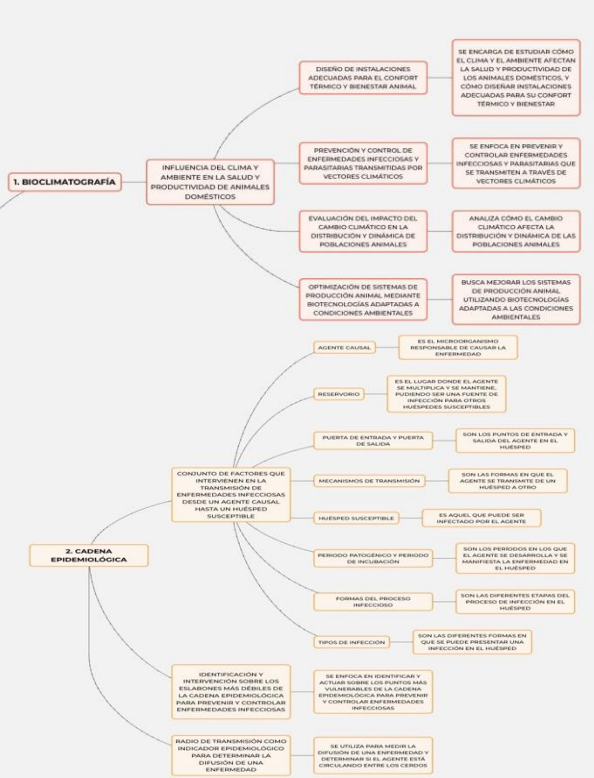 1. BIOCLIMATOGRAFÍA
INFLUENCIA DEL CLIMA Y
AMBIENTE EN LA SALUD Y
PRODUCTIVIDAD DE ANIMALES
DOMÉSTICOS
DISEÑO DE INSTALACIONES
ADECUADAS PARA EL CONFORT
TÉRMICO Y BIENESTAR ANIMAL
SE ENCARGA DE ESTUDIAR CÓMO
EL CLIMA Y EL AMBIENTE AFECTAN
LA SALUD Y PRODUCTIVIDAD DE
LOS ANIMALES DOMÉSTICOS, Y
CÓMO DISEÑAR INSTALACIONES
ADECUADAS PARA SU CONFORT
TÉRMICO Y BIENESTAR
PREVENCIÓN Y CONTROL DE
ENFERMEDADES INFECCIOSAS Y
PARASITARIAS TRANSMITIDAS POR
VECTORES CLIMÁTICOS
SE ENFOCA EN PREVENIR Y
CONTROLAR ENFERMEDADES
INFECCIOSAS Y PARASITARIAS QUE
SE TRANSMITEN A TRAVÉS DE
VECTORES CLIMÁTICOS
EVALUACIÓN DEL IMPACTO DEL
CAMBIO CLIMÁTICO EN LA
DISTRIBUCIÓN Y DINÁMICA DE
POBLACIONES ANIMALES
ANALIZA CÓMO EL CAMBIO
CLIMÁTICO AFECTA LA
DISTRIBUCIÓN Y DINÁMICA DE LAS
POBLACIONES ANIMALES
OPTIMIZACIÓN DE SISTEMAS DE
PRODUCCIÓN ANIMAL MEDIANTE
BIOTECNOLOGÍAS ADAPTADAS A
CONDICIONES AMBIENTALES
BUSCA MEJORAR LOS SISTEMAS
DE PRODUCCIÓN ANIMAL
UTILIZANDO BIOTECNOLOGÍAS
ADAPTADAS A LAS CONDICIONES
AMBIENTALES
2. CADENA
EPIDEMIOLÓGICA
CONJUNTO DE FACTORES QUE
INTERVIENEN EN LA
TRANSMISIÓN DE
ENFERMEDADES INFECCIOSAS
DESDE UN AGENTE CAUSAL
HASTA UN HUÉSPED
SUSCEPTIBLE
AGENTE CAUSAL
ES EL MICROORGANISMO
RESPONSABLE DE CAUSAR LA
ENFERMEDAD
RESERVORIO
ES EL LUGAR DONDE EL AGENTE
SE MULTIPLICA Y SE MANTIENE,
PUDIENDO SER UNA FUENTE DE
INFECCIÓN PARA OTROS
HUÉSPEDES SUSCEPTIBLES
PUERTA DE ENTRADA Y PUERTA
DE SALIDA
SON LOS PUNTOS DE ENTRADA Y
SALIDA DEL AGENTE EN EL
HUÉSPED
MECANISMOS DE TRANSMISIÓN
SON LAS FORMAS EN QUE EL
AGENTE SE TRANSMITE DE UN
HUÉSPED A OTRO
HUÉSPED SUSCEPTIBLE
ES AQUEL QUE PUEDE SER
INFECTADO POR EL AGENTE
PERIODO PATOGÉNICO Y PERIODO
DE INCUBACIÓN
SON LOS PERÍODOS EN LOS QUE
EL AGENTE SE DESARROLLA Y SE
MANIFIESTA LA ENFERMEDAD EN
EL HUÉSPED
FORMAS DEL PROCESO
INFECCIOSO
SON LAS DIFERENTES ETAPAS DEL
PROCESO DE INFECCIÓN EN EL
HUÉSPED
TIPOS DE INFECCIÓN
SON LAS DIFERENTES FORMAS EN
QUE SE PUEDE PRESENTAR UNA
INFECCIÓN EN EL HUÉSPED
IDENTIFICACIÓN Y
INTERVENCIÓN SOBRE LOS
ESLABONES MÁS DÉBILES DE
LA CADENA EPIDEMIOLÓGICA
PARA PREVENIR Y CONTROLAR
ENFERMEDADES INFECCIOSAS
SE ENFOCA EN IDENTIFICAR Y
ACTUAR SOBRE LOS PUNTOS MÁS
VULNERABLES DE LA CADENA
EPIDEMIOLÓGICA PARA PREVENIR
Y CONTROLAR ENFERMEDADES
INFECCIOSAS
RADIO DE TRANSMISIÓN COMO
INDICADOR EPIDEMIOLÓGICO
PARA DETERMINAR LA
DIFUSIÓN DE UNA
ENFERMEDAD
SE UTILIZA PARA MEDIR LA
DIFUSIÓN DE UNA ENFERMEDAD Y
DETERMINAR SI EL AGENTE ESTÁ
CIRCULANDO ENTRE LOS CERDOS